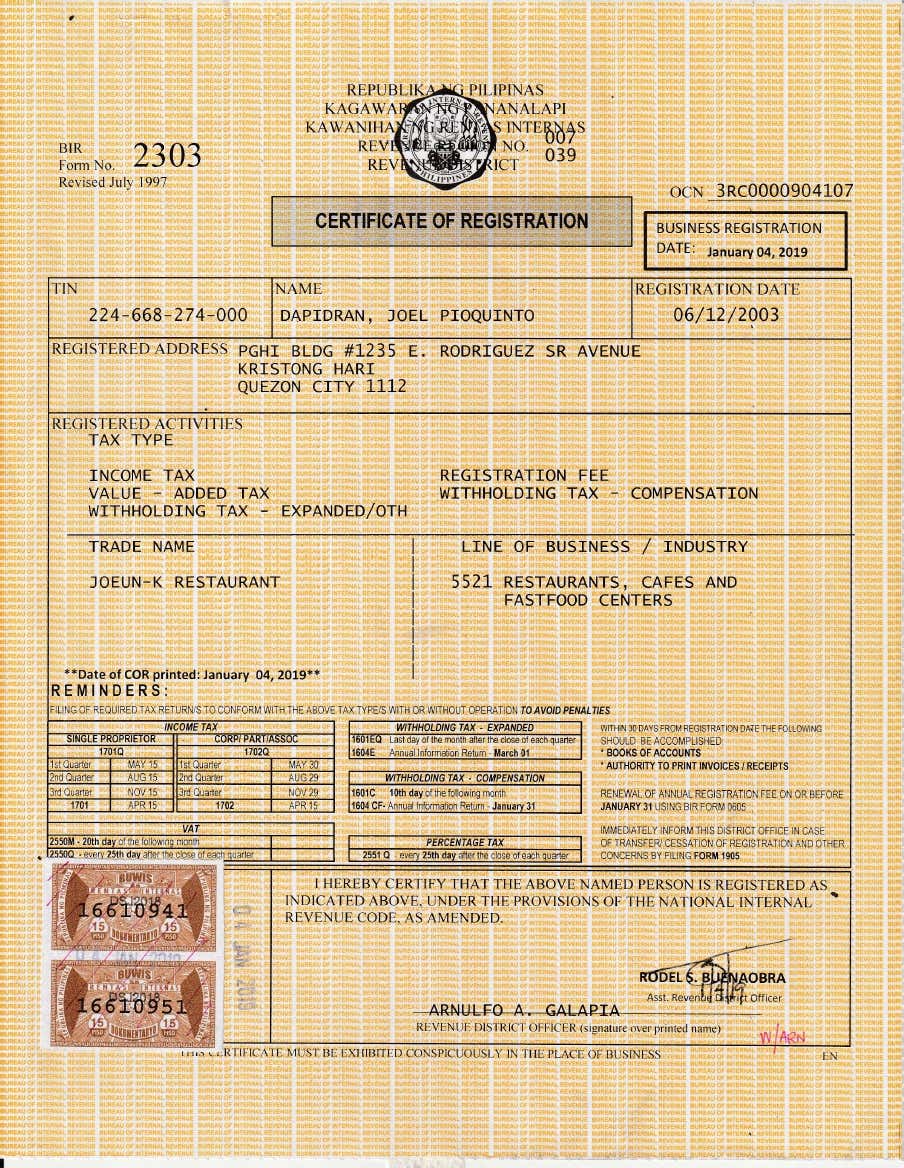 REPUBLIKA NG PILIPINAS
KAGAWARAN NG PANANALAPI
KAWANIHAN NG RENTAS INTERNAS
REVENUE REGION NO. 007
REVENUE DISTRICT 039
BIR
Form No. 2303
Revised July 1997
OCN 3RC0000904107
CERTIFICATE OF REGISTRATION
BUSINESS REGISTRATION
DATE: January 04, 2019
TIN
224-668-274-000
NAME
DAPIDRAN, JOEL PIOQUINTO
REGISTRATION DATE
06/12/2003
REGISTERED ADDRESS PGHI BLDG #1235 E. RODRIGUEZ SR AVENUE
KRISTONG HARI
QUEZON CITY 1112
REGISTERED ACTIVITIES
TAX TYPE
INCOME TAX REGISTRATION FEE
VALUE - ADDED TAX WITHHOLDING TAX - COMPENSATION
WITHHOLDING TAX - EXPANDED/OTH
TRADE NAME LINE OF BUSINESS / INDUSTRY
JOEUN-K RESTAURANT 5521 RESTAURANTS, CAFES AND
FASTFOOD CENTERS
**Date of COR printed: January 04, 2019**
REMINDERS:
FILING OF REQUIRED TAX RETURN/S TO CONFORM WITH THE ABOVE TAX TYPE/S WITH OR WITHOUT OPERATION TO AVOID PENALTIES
INCOME TAX
SINGLE PROPRIETOR CORP/ PART/ASSOC
1701Q 1702Q
1st Quarter MAY 15 1st Quarter MAY 30
2nd Quarter AUG 15 2nd Quarter AUG 29
3rd Quarter NOV 15 3rd Quarter NOV 29
1701 APR 15 1702 APR 15
VAT
2550M - 20th day of the following month
2550Q - every 25th day after the close of each quarter
WITHHOLDING TAX - EXPANDED
1601EQ Last day of the month after the close of each quarter
1604E Annual Information Return - March 01
WITHHOLDING TAX - COMPENSATION
1601C 10th day of the following month
1604 CF- Annual Information Return - January 31
PERCENTAGE TAX
2551 Q - every 25th day after the close of each quarter
WITHIN 30 DAYS FROM REGISTRATION DATE THE FOLLOWING
SHOULD BE ACCOMPLISHED
* BOOKS OF ACCOUNTS
* AUTHORITY TO PRINT INVOICES / RECEIPTS
RENEWAL OF ANNUAL REGISTRATION FEE ON OR BEFORE
JANUARY 31 USING BIR FORM 0605
IMMEDIATELY INFORM THIS DISTRICT OFFICE IN CASE
OF TRANSFER/ CESSATION OF REGISTRATION AND OTHER
CONCERNS BY FILING FORM 1905
BUWIS
RENTAS INTERNAS
DSJ2018
16610941
15 15
DOKUMENTARYO
04 JAN 2019
BUWIS
DSJ2018
16610951
15 15
DOKUMENTARYO
04 JAN 2019
I HEREBY CERTIFY THAT THE ABOVE NAMED PERSON IS REGISTERED AS
INDICATED ABOVE, UNDER THE PROVISIONS OF THE NATIONAL INTERNAL
REVENUE CODE, AS AMENDED.
RODEL S. BUENAOBRA
Asst. Revenue District Officer
ARNULFO A. GALAPIA
REVENUE DISTRICT OFFICER (signature over printed name)
W/ARN
THIS CERTIFICATE MUST BE EXHIBITED CONSPICUOUSLY IN THE PLACE OF BUSINESS
EN